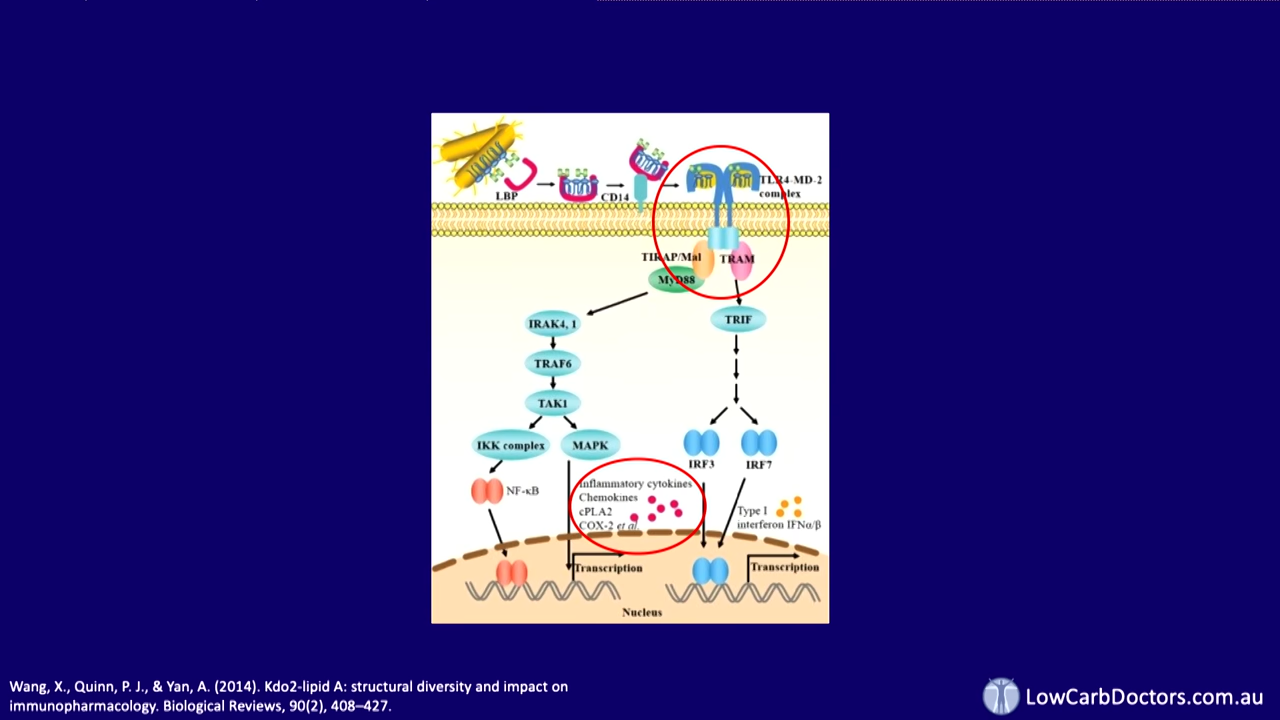 LBP
CD14
TLR4-MD-2
complex
TIRAP/Mal
TRAM
MyD88
IRAK4, 1
TRIF
TRAF6
TAK1
IKK complex
MAPK
IRF3
IRF7
NF-κB
Inflammatory cytokines
Chemokines
cPLA2
COX-2 et al.
Type I
interferon IFNα/β
Transcription
Transcription
Nucleus
Wang, X., Quinn, P. J., & Yan, A. (2014). Kdo2-lipid A: structural diversity and impact on
immunopharmacology. Biological Reviews, 90(2), 408–427.
LowCarbDoctors.com.au